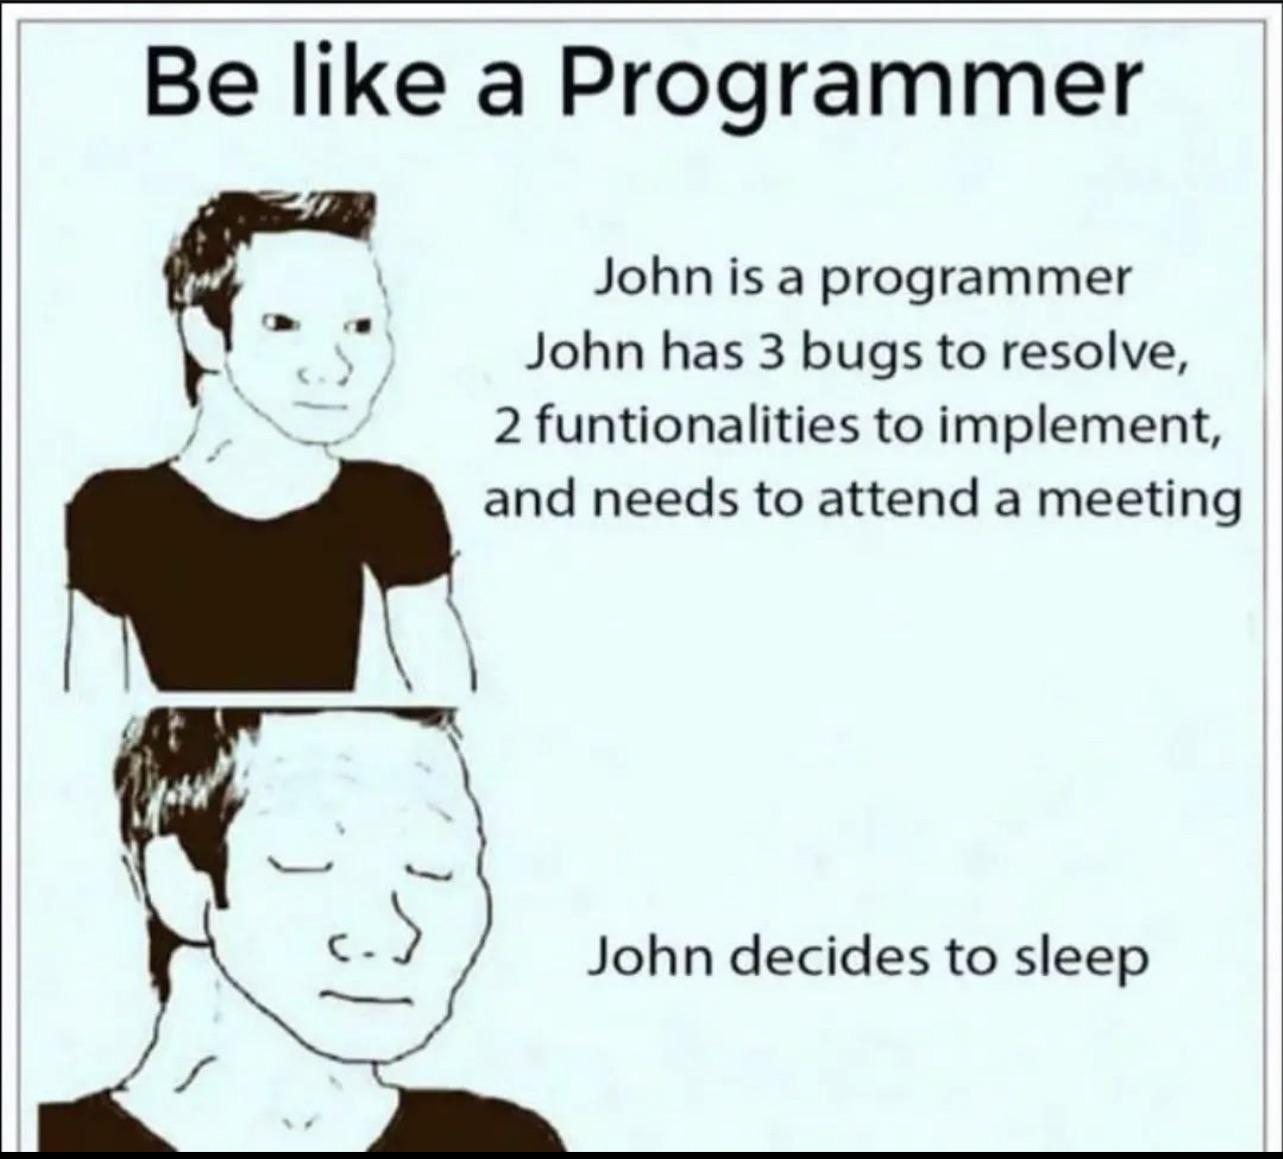 Be like a Programmer
John is a programmer
John has 3 bugs to resolve,
2 funtionalities to implement,
and needs to attend a meeting
John decides to sleep